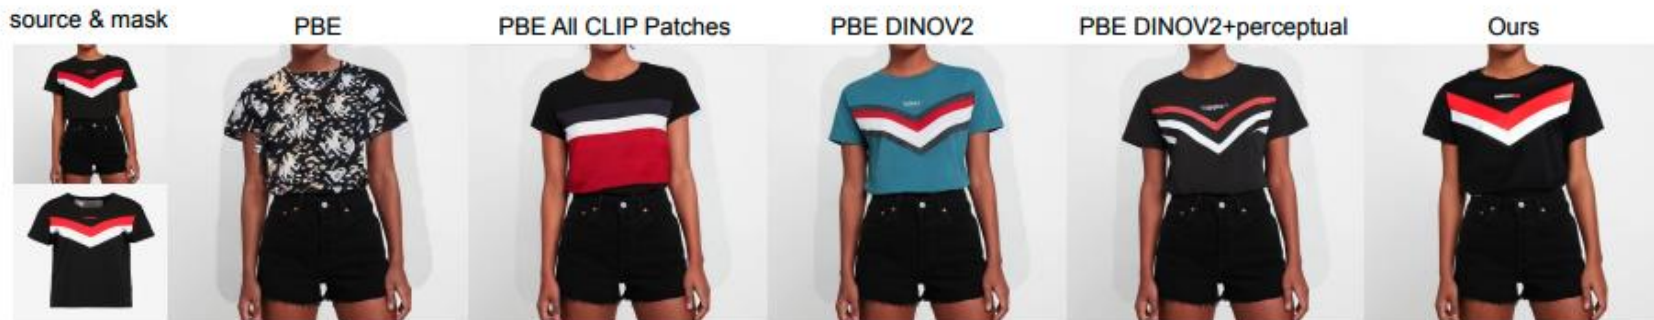 source & mask
PBE
PBE All CLIP Patches
PBE DINOV2
PBE DINOV2+perceptual
Ours